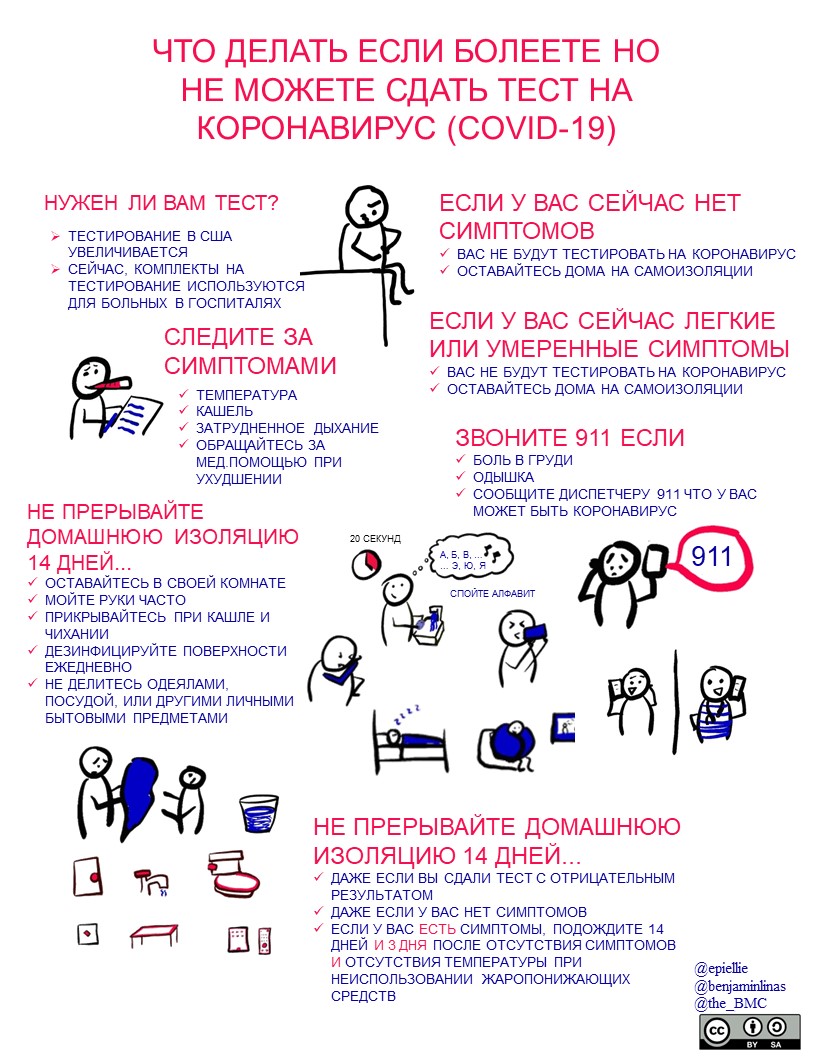 ЧТО ДЕЛАТЬ ЕСЛИ БОЛЕЕТЕ НО
НЕ МОЖЕТЕ СДАТЬ ТЕСТ НА
КОРОНАВИРУС (COVID-19)
НУЖЕН ЛИ ВАМ ТЕСТ?
ТЕСТИРОВАНИЕ В США
УВЕЛИЧИВАЕТСЯ
СЕЙЧАС, КОМПЛЕКТЫ НА
ТЕСТИРОВАНИЕ ИСПОЛЬЗУЮТСЯ
ДЛЯ БОЛЬНЫХ В ГОСПИТАЛЯХ
ЕСЛИ У ВАС СЕЙЧАС НЕТ
СИМПТОМОВ
ВАС НЕ БУДУТ ТЕСТИРОВАТЬ НА КОРОНАВИРУС
ОСТАВАЙТЕСЬ ДОМА НА САМОИЗОЛЯЦИИ
СЛЕДИТЕ ЗА
СИМПТОМАМИ
ТЕМПЕРАТУРА
КАШЕЛЬ
ЗАТРУДНЕННОЕ ДЫХАНИЕ
ОБРАЩАЙТЕСЬ ЗА
МЕД.ПОМОЩЬЮ ПРИ
УХУДШЕНИИ
ЕСЛИ У ВАС СЕЙЧАС ЛЕГКИЕ
ИЛИ УМЕРЕННЫЕ СИМПТОМЫ
ВАС НЕ БУДУТ ТЕСТИРОВАТЬ НА КОРОНАВИРУС
ОСТАВАЙТЕСЬ ДОМА НА САМОИЗОЛЯЦИИ
ЗВОНИТЕ 911 ЕСЛИ
БОЛЬ В ГРУДИ
ОДЫШКА
СООБЩИТЕ ДИСПЕТЧЕРУ 911 ЧТО У ВАС
МОЖЕТ БЫТЬ КОРОНАВИРУС
911
НЕ ПРЕРЫВАЙТЕ
ДОМАШНЮЮ ИЗОЛЯЦИЮ
14 ДНЕЙ...
ОСТАВАЙТЕСЬ В СВОЕЙ КОМНАТЕ
МОЙТЕ РУКИ ЧАСТО
ПРИКРЫВАЙТЕСЬ ПРИ КАШЛЕ И
ЧИХАНИИ
ДЕЗИНФИЦИРУЙТЕ ПОВЕРХНОСТИ
ЕЖЕДНЕВНО
НЕ ДЕЛИТЕСЬ ОДЕЯЛАМИ,
ПОСУДОЙ, ИЛИ ДРУГИМИ ЛИЧНЫМИ
БЫТОВЫМИ ПРЕДМЕТАМИ
20 СЕКУНД
А, Б, В, ...
... Э, Ю, Я
СПОЙТЕ АЛФАВИТ
zzzz
НЕ ПРЕРЫВАЙТЕ ДОМАШНЮЮ
ИЗОЛЯЦИЮ 14 ДНЕЙ...
ДАЖЕ ЕСЛИ ВЫ СДАЛИ ТЕСТ С ОТРИЦАТЕЛЬНЫМ
РЕЗУЛЬТАТОМ
ДАЖЕ ЕСЛИ У ВАС НЕТ СИМПТОМОВ
ЕСЛИ У ВАС ЕСТЬ СИМПТОМЫ, ПОДОЖДИТЕ 14
ДНЕЙ И 3 ДНЯ ПОСЛЕ ОТСУТСТВИЯ СИМПТОМОВ
И ОТСУТСТВИЯ ТЕМПЕРАТУРЫ ПРИ
НЕИСПОЛЬЗОВАНИИ ЖАРОПОНИЖАЮЩИХ
СРЕДСТВ
@epiellie
@benjaminlinas
@the_BMC
cc
BY SA